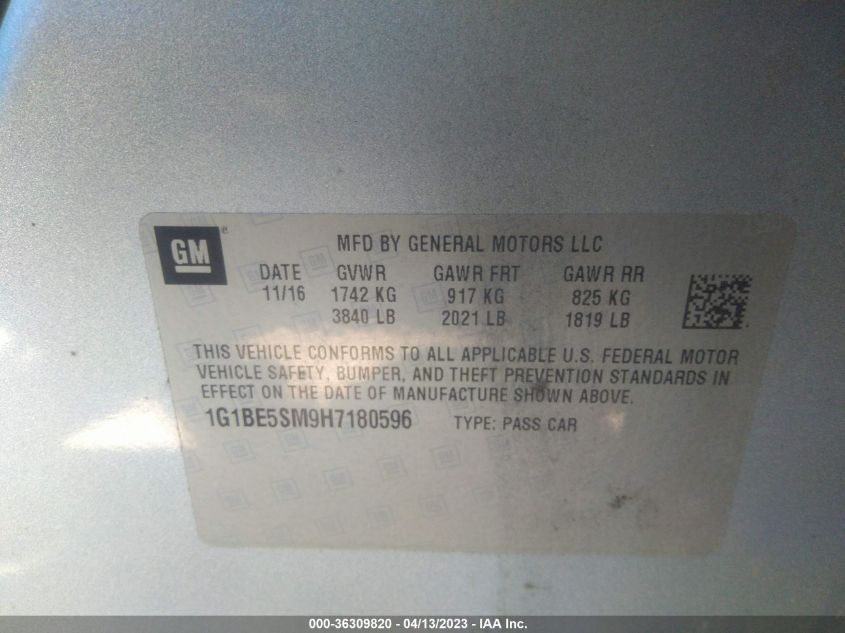 GM ®
MFD BY GENERAL MOTORS LLC
DATE GVWR GAWR FRT GAWR RR
11/16 1742 KG 917 KG 825 KG
3840 LB 2021 LB 1819 LB
THIS VEHICLE CONFORMS TO ALL APPLICABLE U.S. FEDERAL MOTOR
VEHICLE SAFETY, BUMPER, AND THEFT PREVENTION STANDARDS IN
EFFECT ON THE DATE OF MANUFACTURE SHOWN ABOVE.
1G1BE5SM9H7180596 TYPE: PASS CAR
000-36309820 - 04/13/2023 - IAA Inc.